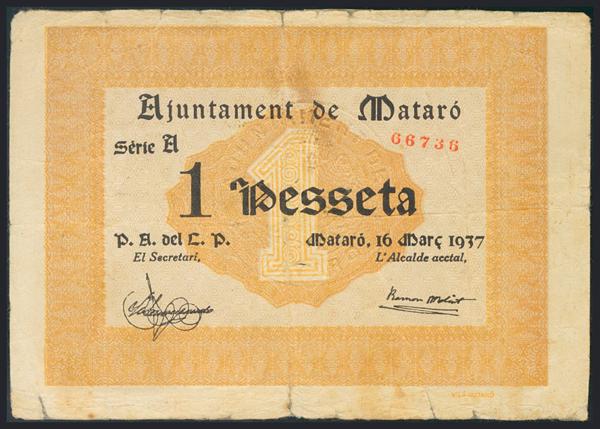 Ajuntament de Mataró
Sèrie A
66736
1 Pesseta
P. A. del C. P.
Mataró, 16 Març 1937
El Secretari,
L'Alcalde acctal,